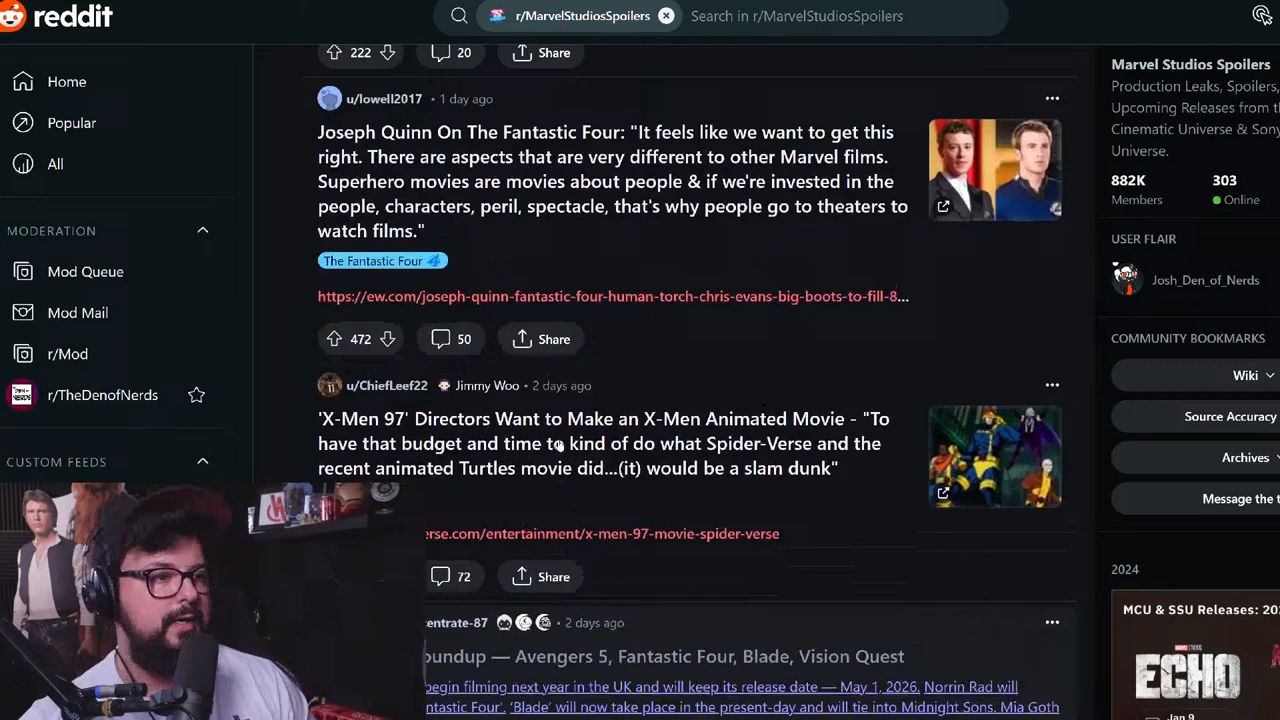 reddit
r/MarvelStudiosSpoilers
Search in r/MarvelStudiosSpoilers
Home
Popular
All
MODERATION
Mod Queue
Mod Mail
r/Mod
r/TheDenofNerds
CUSTOM FEEDS
222
20
Share
u/lowell2017 • 1 day ago
Joseph Quinn On The Fantastic Four: "It feels like we want to get this
right. There are aspects that are very different to other Marvel films.
Superhero movies are movies about people & if we're invested in the
people, characters, peril, spectacle, that's why people go to theaters to
watch films."
The Fantastic Four
https://ew.com/joseph-quinn-fantastic-four-human-torch-chris-evans-big-boots-to-fill-8...
472
50
Share
u/ChiefLeef22 Jimmy Woo • 2 days ago
'X-Men 97' Directors Want to Make an X-Men Animated Movie - "To
have that budget and time to kind of do what Spider-Verse and the
recent animated Turtles movie did...(it) would be a slam dunk"
erse.com/entertainment/x-men-97-movie-spider-verse
72
Share
entrate-87 • 2 days ago
oundup — Avengers 5, Fantastic Four, Blade, Vision Quest
begin filming next year in the UK and will keep its release date — May 1, 2026. Norrin Rad will
antastic Four'. 'Blade' will now take place in the present-day and will tie into Midnight Sons. Mia Goth
Marvel Studios Spoilers
Production Leaks, Spoilers,
Upcoming Releases from th
Cinematic Universe & Sony
Universe.
882K
303
Members
Online
USER FLAIR
Josh_Den_of_Nerds
COMMUNITY BOOKMARKS
Wiki
Source Accuracy
Archives
Message the t
2024
MCU & SSU Releases: 202
ECHO
Jan 9